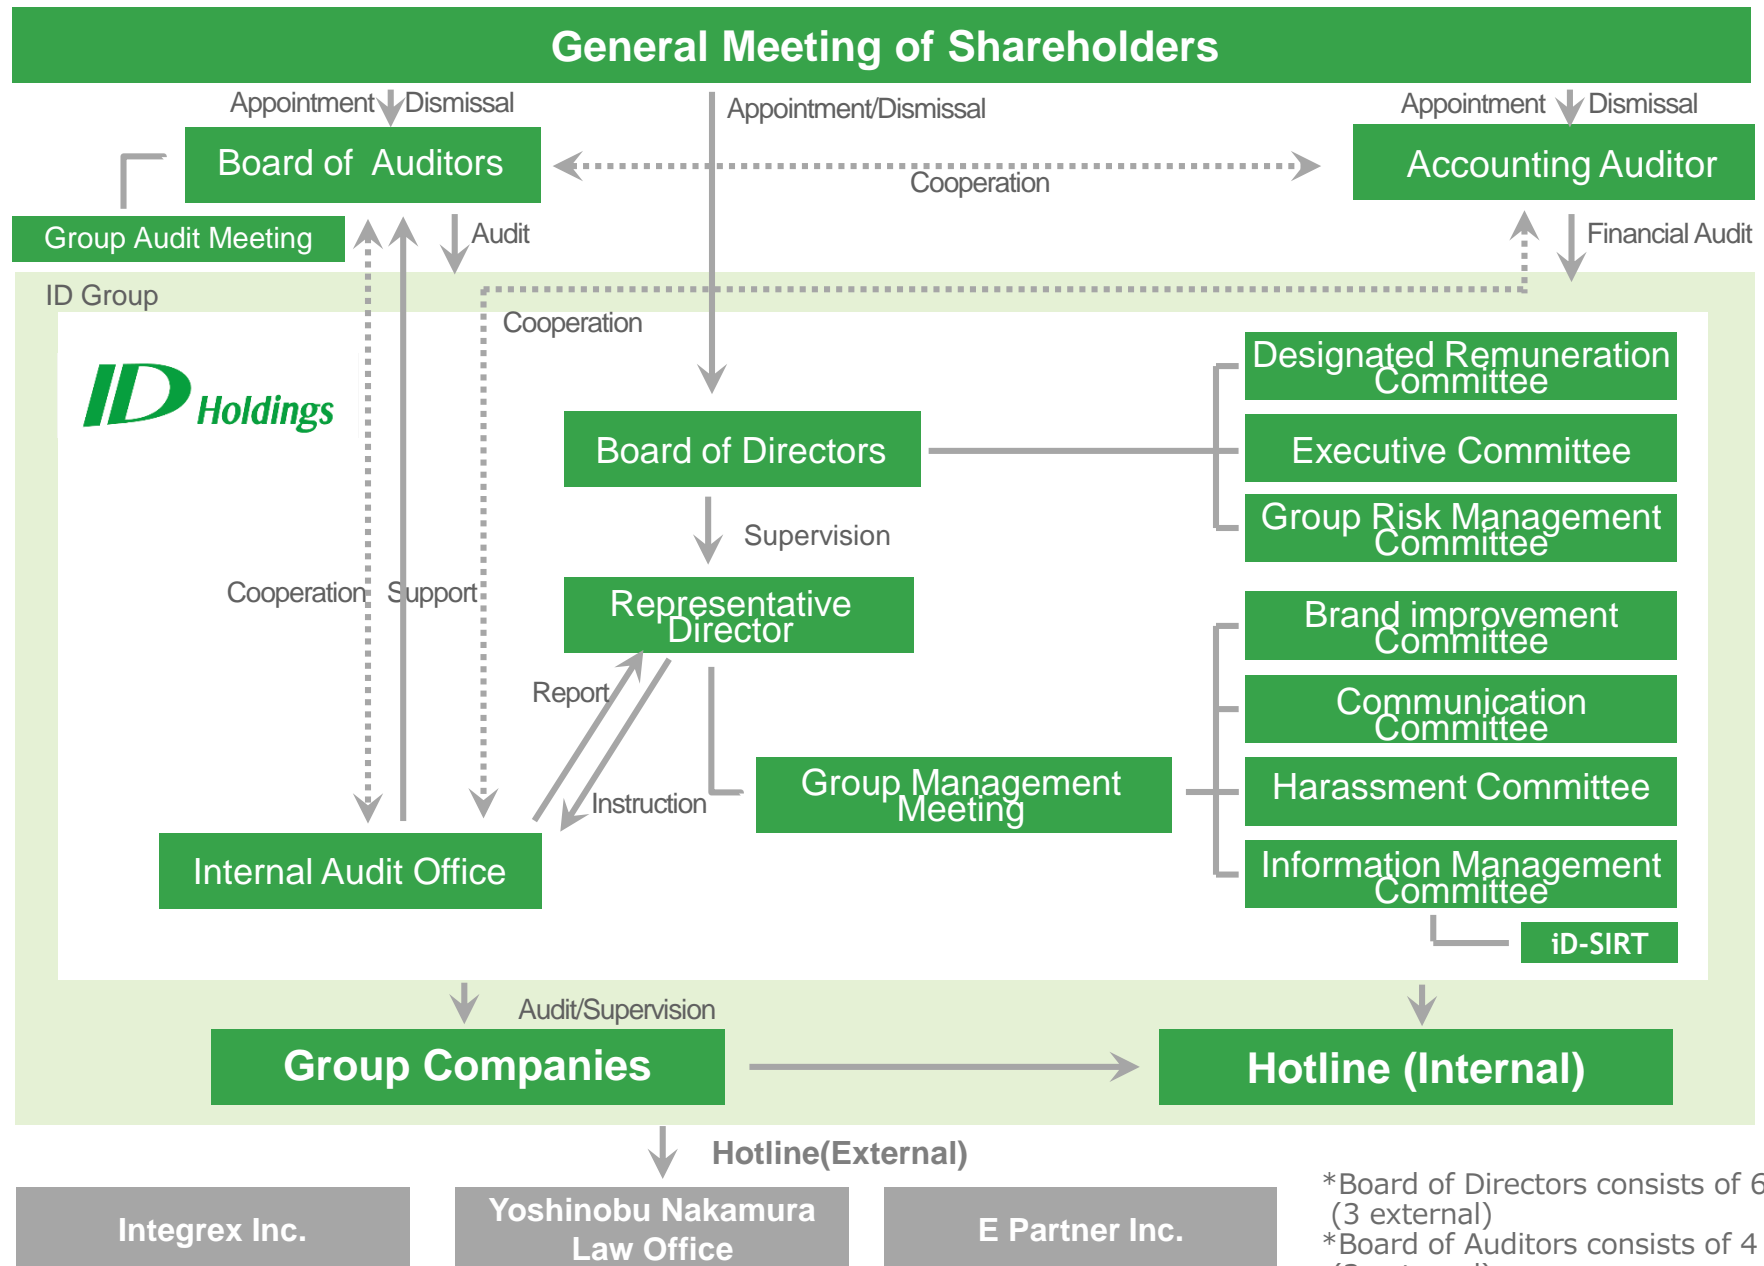 General Meeting of Shareholders
Appointment Dismissal
Appointment/Dismissal
Appointment Dismissal
Board of Auditors
Cooperation
Accounting Auditor
Group Audit Meeting
Audit
Financial Audit
ID Group
Cooperation
ID Holdings
Designated Remuneration
Committee
Board of Directors
Executive Committee
Group Risk Management
Committee
Supervision
Cooperation
Support
Representative
Director
Brand improvement
Committee
Report
Communication
Committee
Instruction
Group Management
Meeting
Harassment Committee
Internal Audit Office
Information Management
Committee
iD-SIRT
Audit/Supervision
Group Companies
Hotline (Internal)
Hotline(External)
Integrex Inc.
Yoshinobu Nakamura
Law Office
E Partner Inc.
*Board of Directors consists of 6
(3 external)
*Board of Auditors consists of 4